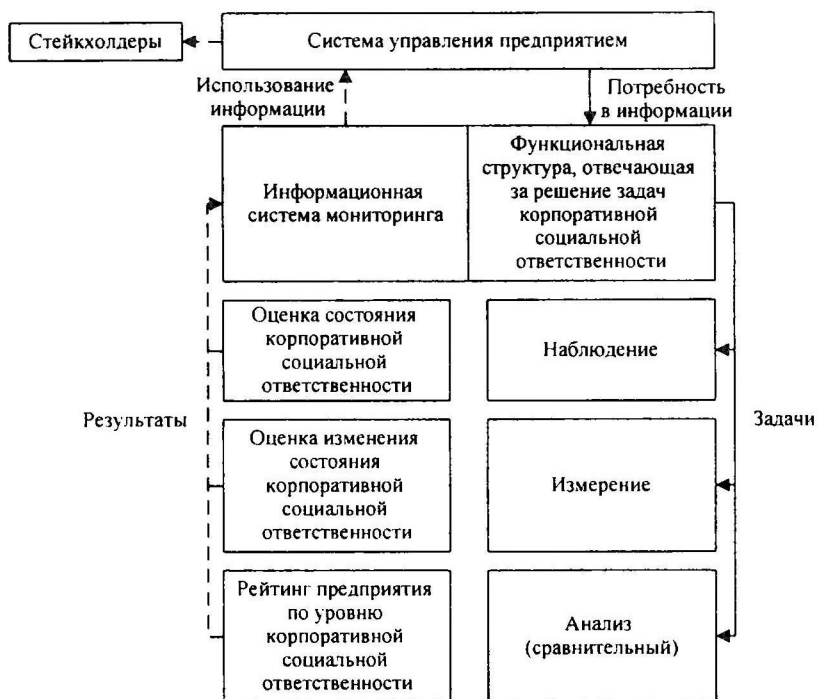 Стейкхолдеры
Система управления предприятием
Использование
информации
Потребность
в информации
Информационная
система мониторинга
Функциональная
структура, отвечающая
за решение задач
корпоративной
социальной
ответственности
Оценка состояния
корпоративной
социальной
ответственности
Наблюдение
Результаты
Оценка изменения
состояния
корпоративной
социальной
ответственности
Измерение
Задачи
Рейтинг предприятия
по уровню
корпоративной
социальной
ответственности
Анализ
(сравнительный)